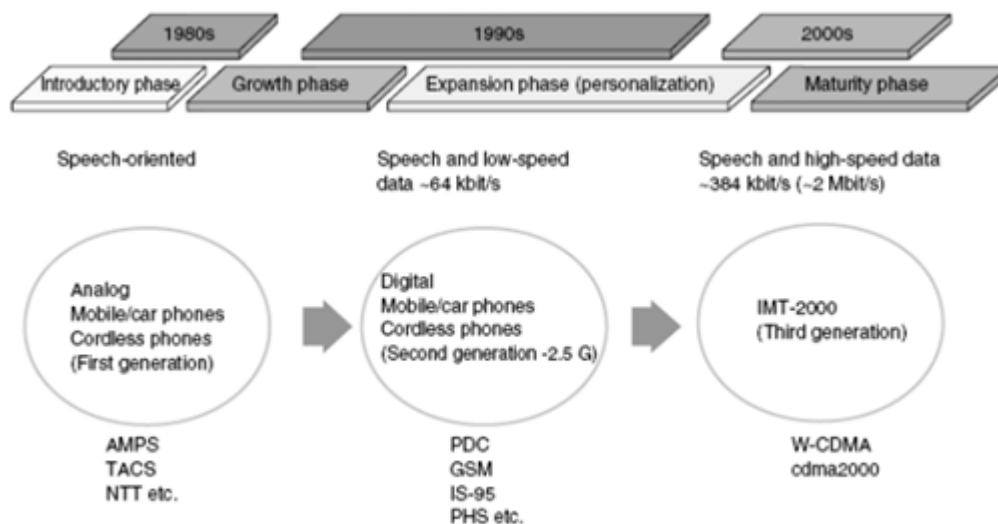 1980s
1990s
2000s
Introductory phase
Growth phase
Expansion phase (personalization)
Maturity phase
Speech-oriented
Speech and low-speed
data ~64 kbit/s
Speech and high-speed data
~384 kbit/s (~2 Mbit/s)
Analog
Mobile/car phones
Cordless phones
(First generation)
Digital
Mobile/car phones
Cordless phones
(Second generation -2.5 G)
IMT-2000
(Third generation)
AMPS
TACS
NTT etc.
PDC
GSM
IS-95
PHS etc.
W-CDMA
cdma2000